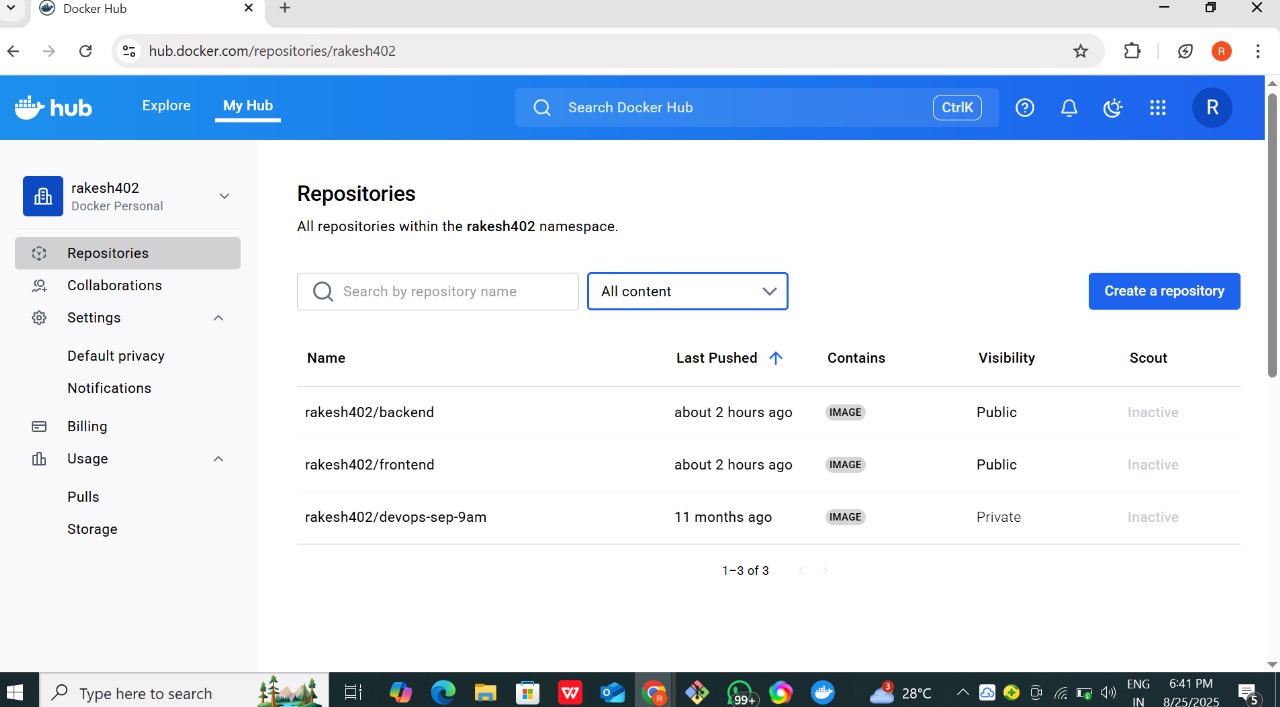 Docker Hub
hub.docker.com/repositories/rakesh402
R
hub
Explore
My Hub
Search Docker Hub
CtrlK
R
rakesh402
Docker Personal
Repositories
Collaborations
Settings
Default privacy
Notifications
Billing
Usage
Pulls
Storage
Repositories
All repositories within the rakesh402 namespace.
Search by repository name
All content
Create a repository
Name Last Pushed Contains Visibility Scout
rakesh402/backend about 2 hours ago IMAGE Public Inactive
rakesh402/frontend about 2 hours ago IMAGE Public Inactive
rakesh402/devops-sep-9am 11 months ago IMAGE Private Inactive
1–3 of 3
Type here to search
W
R
99+
3
28°C
ENG
IN
6:41 PM
8/25/2025
5